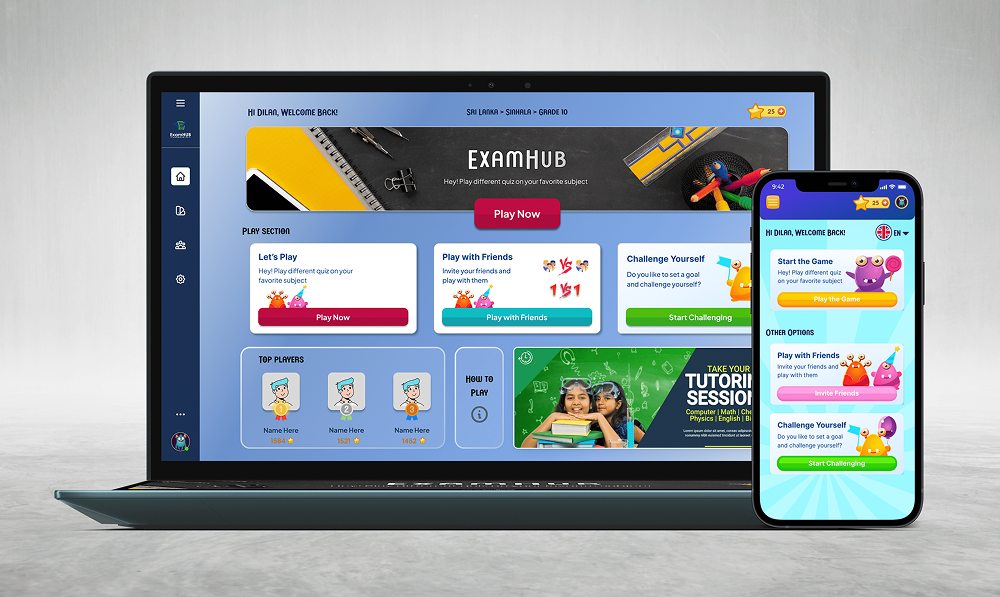 Hi Dilan, Welcome Back!
Sri Lanka > Sinhala > Grade 10
25
ExamHUB
ExamHub
Hey! Play different quiz on your favorite subject
Play Now
Play section
Let's Play
Hey! Play different quiz on your
favorite subject
Play Now
Play with Friends
Invite your friends and
play with them
VS
1 VS 1
Play with Friends
Challenge Yourself
Do you like to set a goal
and challenge yourself?
Start Challenging
Top players
1
Name Here
1584
2
Name Here
1521
3
Name Here
1462
How to
Play
TAKE YOUR
TUTORIN
SESSION
Computer | Math | Che
Physics | English | Bi
9:42
25
Hi Dilan, Welcome Back!
EN
Start the Game
Hey! Play different quiz
on your favorite subject
Play the Game
Other Options
Play with Friends
Invite your friends and
play with them
Invite Friends
Challenge Yourself
Do you like to set a goal
and challenge yourself?
Start Challenging